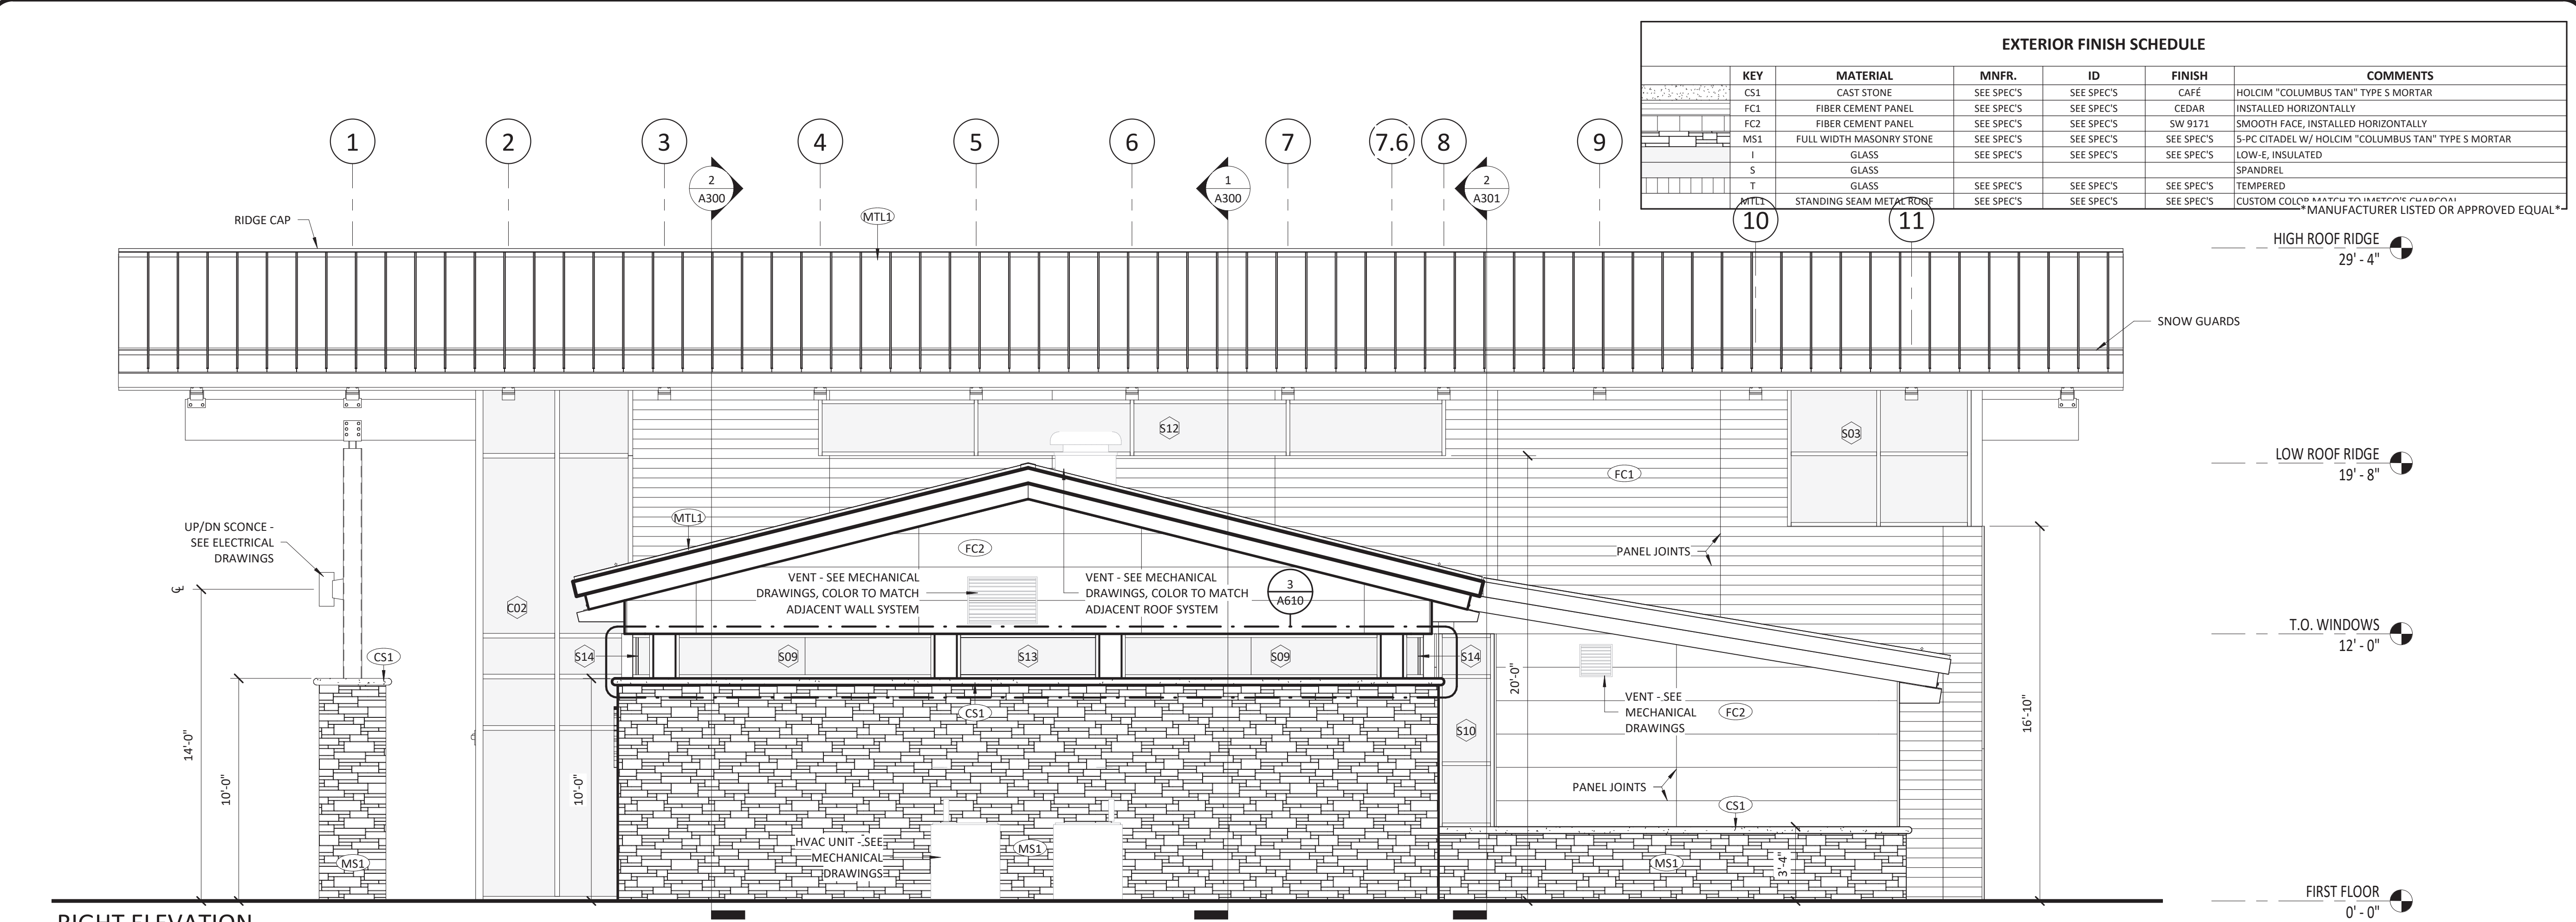 EXTERIOR FINISH SCHEDULE
KEY MATERIAL MNFR. ID FINISH COMMENTS
CS1 CAST STONE SEE SPEC'S SEE SPEC'S CAFÉ HOLCIM "COLUMBUS TAN" TYPE S MORTAR
FC1 FIBER CEMENT PANEL SEE SPEC'S SEE SPEC'S CEDAR INSTALLED HORIZONTALLY
FC2 FIBER CEMENT PANEL SEE SPEC'S SEE SPEC'S SW 9171 SMOOTH FACE, INSTALLED HORIZONTALLY
MS1 FULL WIDTH MASONRY STONE SEE SPEC'S SEE SPEC'S SEE SPEC'S 5-PC CITADEL W/ HOLCIM "COLUMBUS TAN" TYPE S MORTAR
I GLASS SEE SPEC'S SEE SPEC'S SEE SPEC'S LOW-E, INSULATED
S GLASS SPANDREL
T GLASS SEE SPEC'S SEE SPEC'S SEE SPEC'S TEMPERED
MTL1 STANDING SEAM METAL ROOF SEE SPEC'S SEE SPEC'S SEE SPEC'S CUSTOM COLOR MATCH TO IMETCO'S CHARCOAL
*MANUFACTURER LISTED OR APPROVED EQUAL*
1 2 3 4 5 6 7 7.6 8 9 10 11
2
A300
1
A300
2
A301
RIDGE CAP
MTL1
HIGH ROOF RIDGE
29' - 4"
SNOW GUARDS
S12
S03
LOW ROOF RIDGE
19' - 8"
FC1
MTL1
UP/DN SCONCE -
SEE ELECTRICAL
DRAWINGS
FC2
PANEL JOINTS
VENT - SEE MECHANICAL
DRAWINGS, COLOR TO MATCH
ADJACENT WALL SYSTEM
VENT - SEE MECHANICAL
DRAWINGS, COLOR TO MATCH
ADJACENT ROOF SYSTEM
3
A610
C02
T.O. WINDOWS
12' - 0"
CS1
S14
S09
S13
S09
S14
20'-0"
VENT - SEE
MECHANICAL
DRAWINGS
FC2
CS1
S10
16'-10"
14'-0"
10'-0"
10'-0"
PANEL JOINTS
CS1
HVAC UNIT - SEE
MECHANICAL
DRAWINGS
MS1
MS1
MS1
3'-4"
FIRST FLOOR
0' - 0"
RIGHT ELEVATION